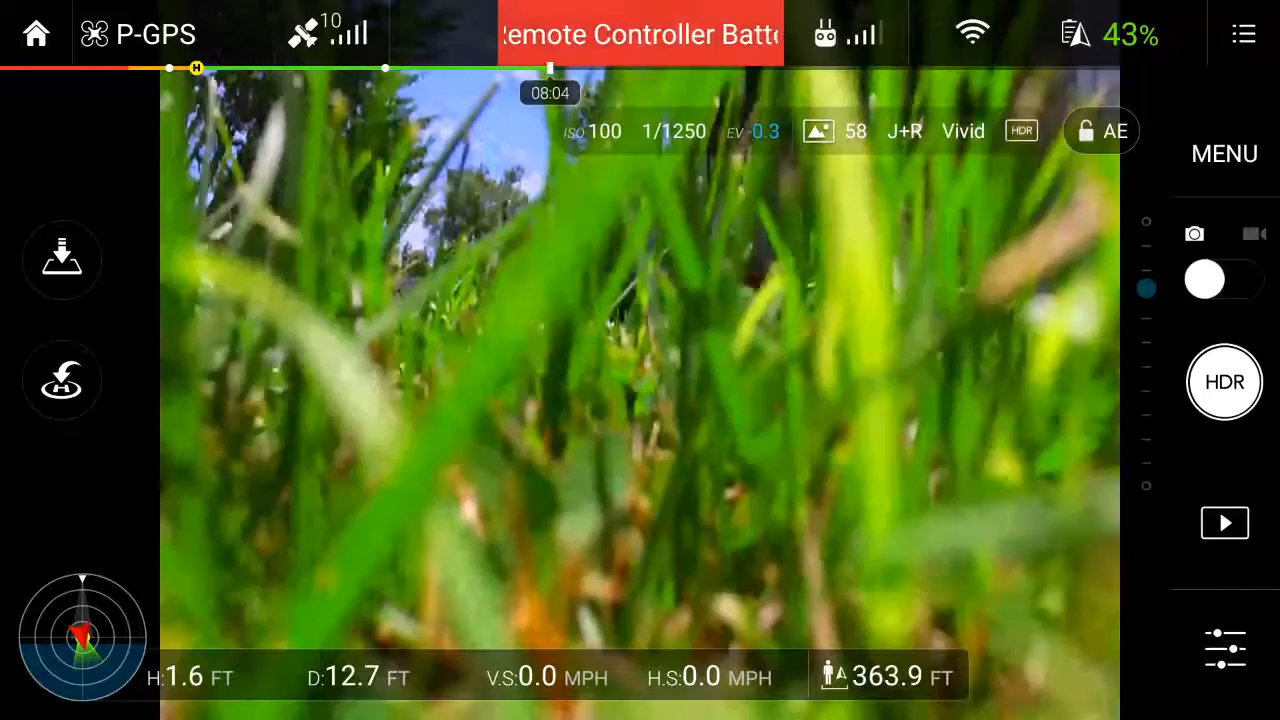 P-GPS
10
Remote Controller Batte
43%
H
08:04
ISO 100 1/1250 EV -0.3 58 J+R Vivid HDR AE
MENU
H
HDR
H:1.6 FT D:12.7 FT V.S:0.0 MPH H.S:0.0 MPH 363.9 FT